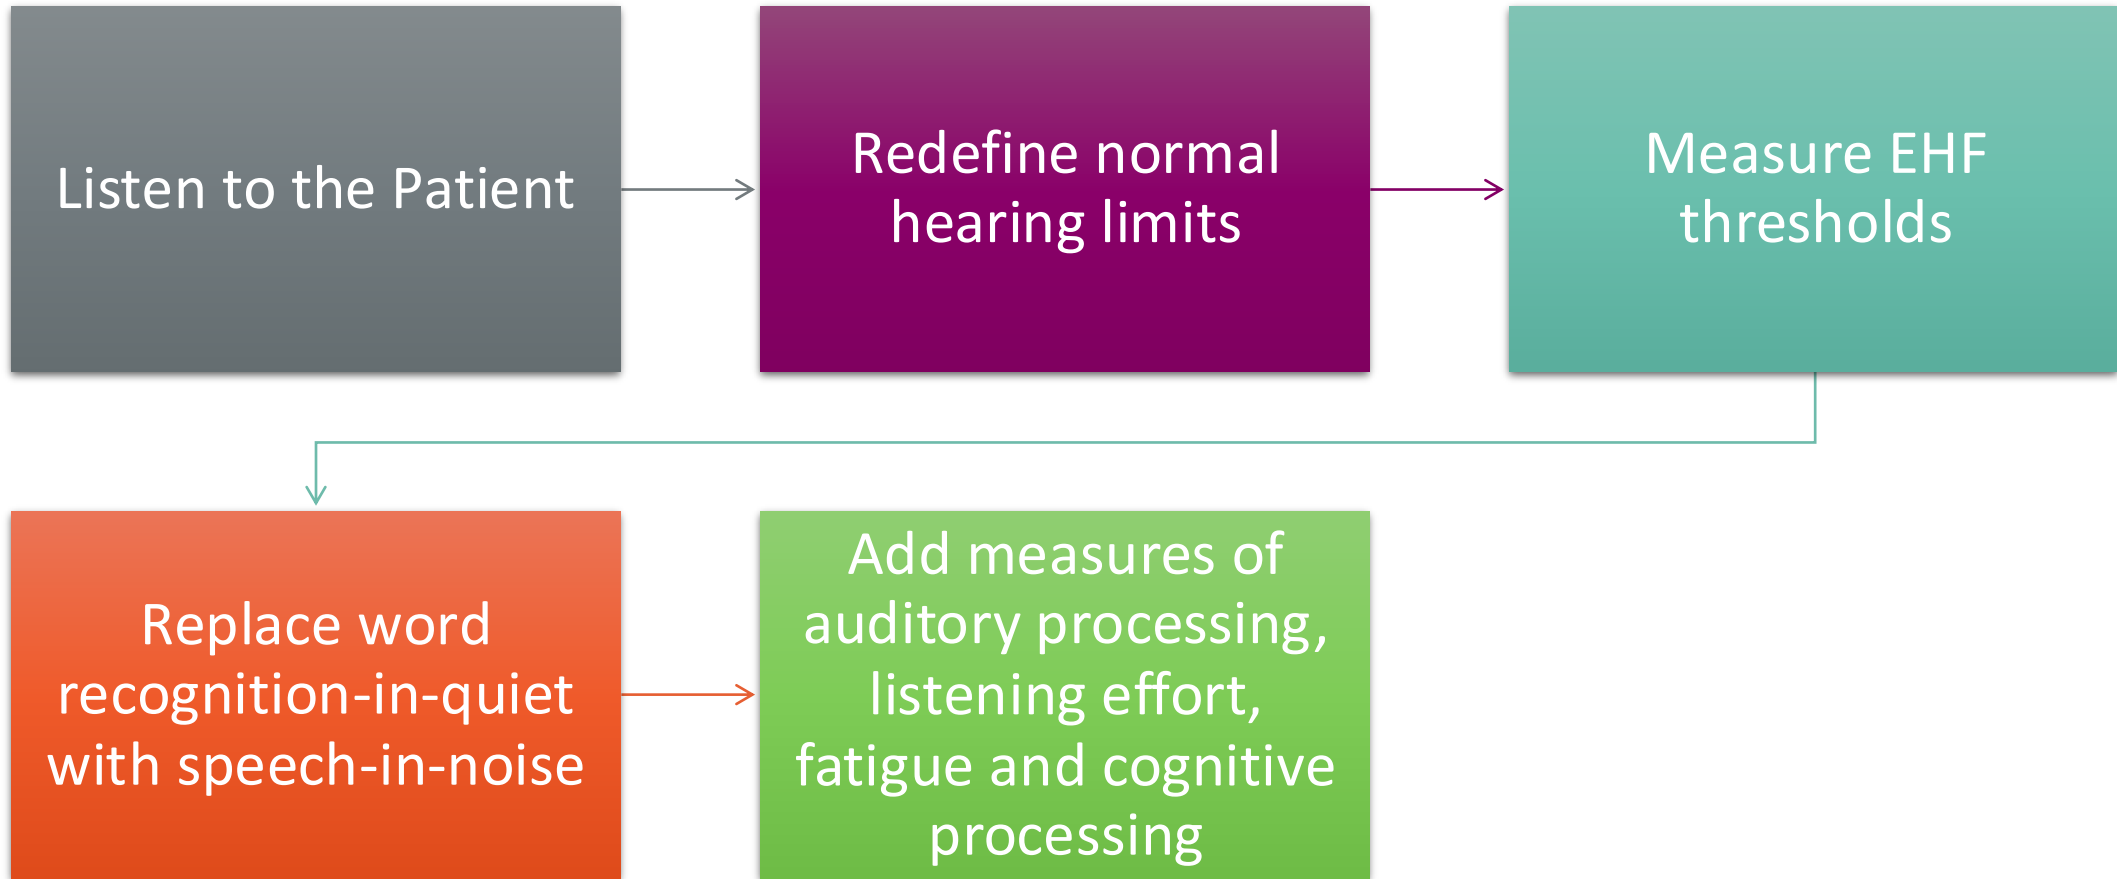 Listen to the Patient
Redefine normal
hearing limits
Measure EHF
thresholds
Replace word
recognition-in-quiet
with speech-in-noise
Add measures of
auditory processing,
listening effort,
fatigue and cognitive
processing